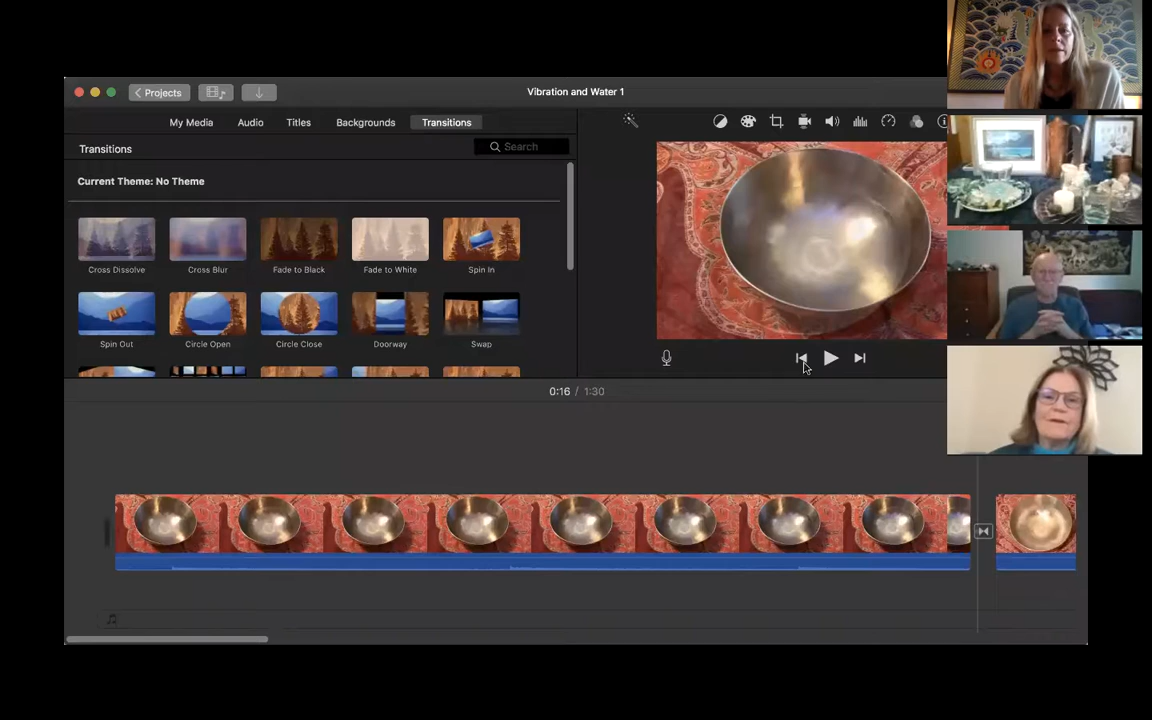 Projects
Vibration and Water 1
My Media
Audio
Titles
Backgrounds
Transitions
Transitions
Search
Current Theme: No Theme
Cross Dissolve
Cross Blur
Fade to Black
Fade to White
Spin In
Spin Out
Circle Open
Circle Close
Doorway
Swap
0:16 / 1:30